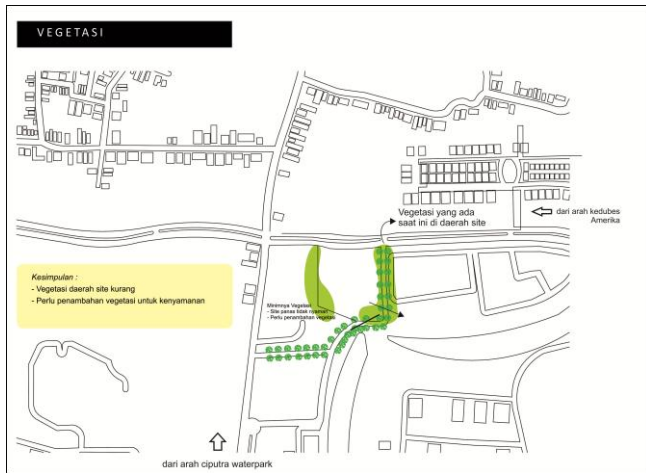 VEGETASI
Vegetasi yang ada
saat ini di daerah site
dari arah kedubes
Amerika
Kesimpulan :
- Vegetasi daerah site kurang
- Perlu penambahan vegetasi untuk kenyamanan
Minimnya Vegetasi
- Site panas tidak nyaman
- Perlu penambahan vegetasi
dari arah ciputra waterpark